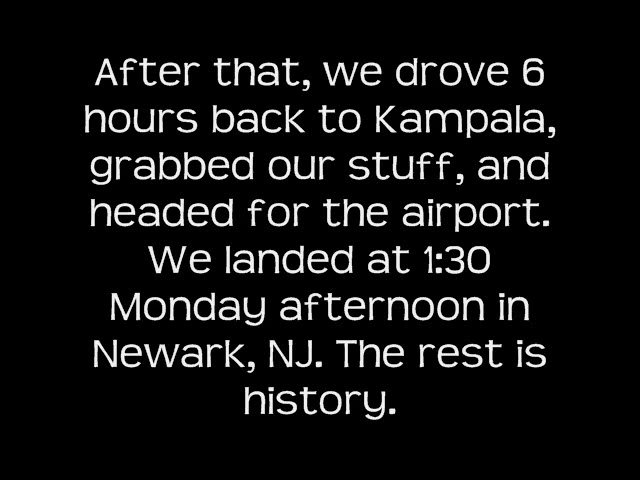 After that, we drove 6
hours back to Kampala,
grabbed our stuff, and
headed for the airport.
We landed at 1:30
Monday afternoon in
Newark, NJ. The rest is
history.